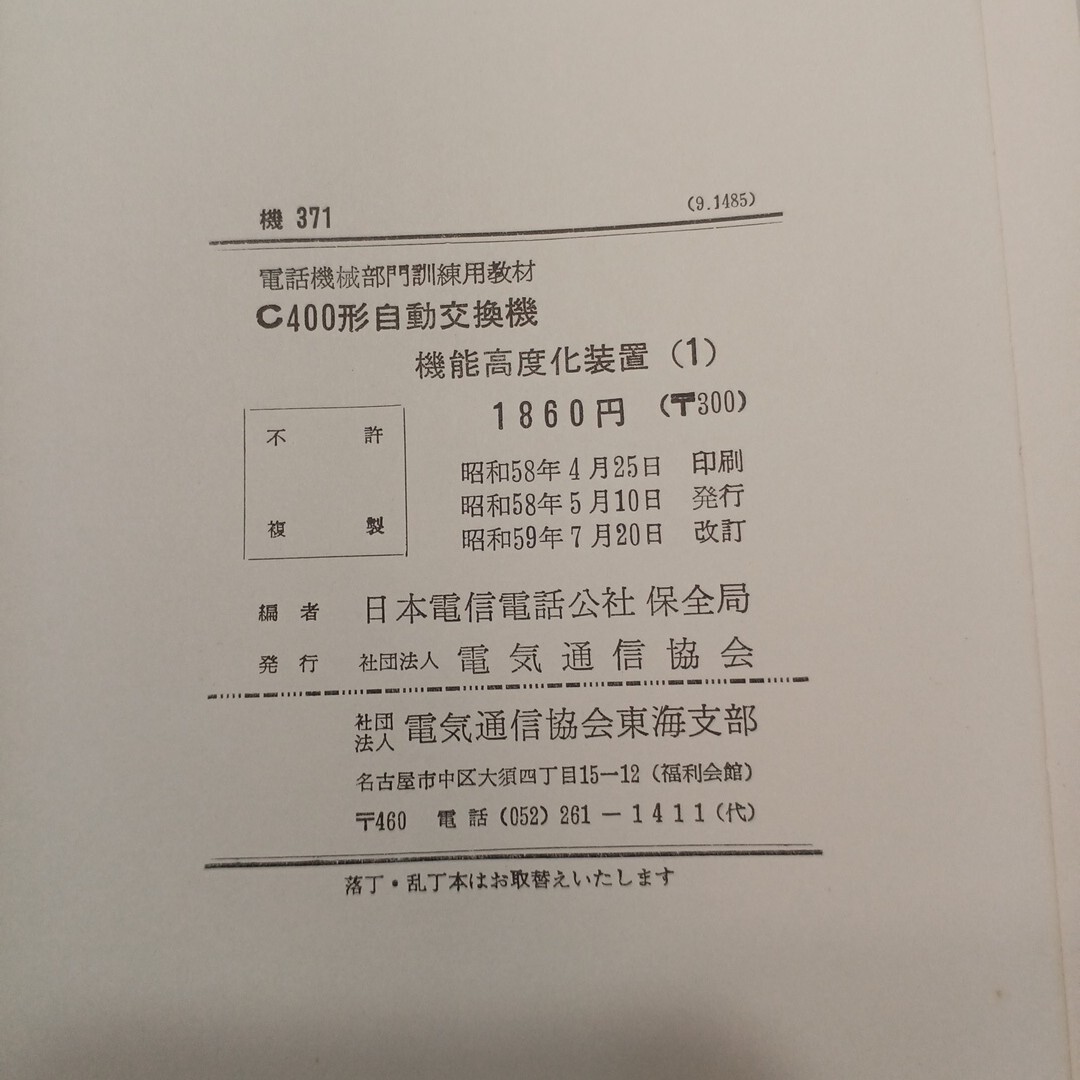 機 371
(9.1485)
電話機械部門訓練用教材
C400形自動交換機
機能高度化装置(1)
1860円 (〒300)
不許
複製
昭和58年4月25日 印刷
昭和58年5月10日 発行
昭和59年7月20日 改訂
編者 日本電信電話公社 保全局
発行 社団法人 電気通信協会
社団法人 電気通信協会東海支部
名古屋市中区大須四丁目15−12(福利会館)
〒460 電話(052)261−1411(代)
落丁・乱丁本はお取替えいたします